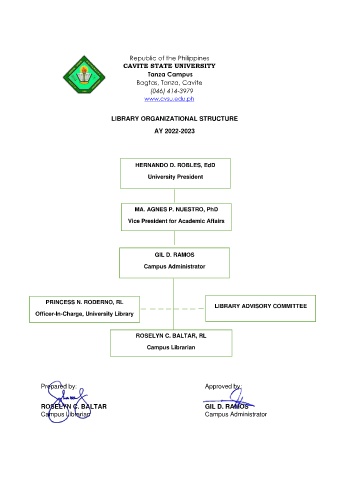 Republic of the Philippines
CAVITE STATE UNIVERSITY
Tanza Campus
Bagtas, Tanza, Cavite
(046) 414-3979
www.cvsu.edu.ph
LIBRARY ORGANIZATIONAL STRUCTURE
AY 2022-2023
HERNANDO D. ROBLES, EdD
University President
MA. AGNES P. NUESTRO, PhD
Vice President for Academic Affairs
GIL D. RAMOS
Campus Administrator
PRINCESS N. RODERNO, RL
Officer-In-Charge, University Library
LIBRARY ADVISORY COMMITTEE
ROSELYN C. BALTAR, RL
Campus Librarian
Prepared by:
ROSELYN C. BALTAR
Campus Librarian
Approved by:
GIL D. RAMOS
Campus Administrator